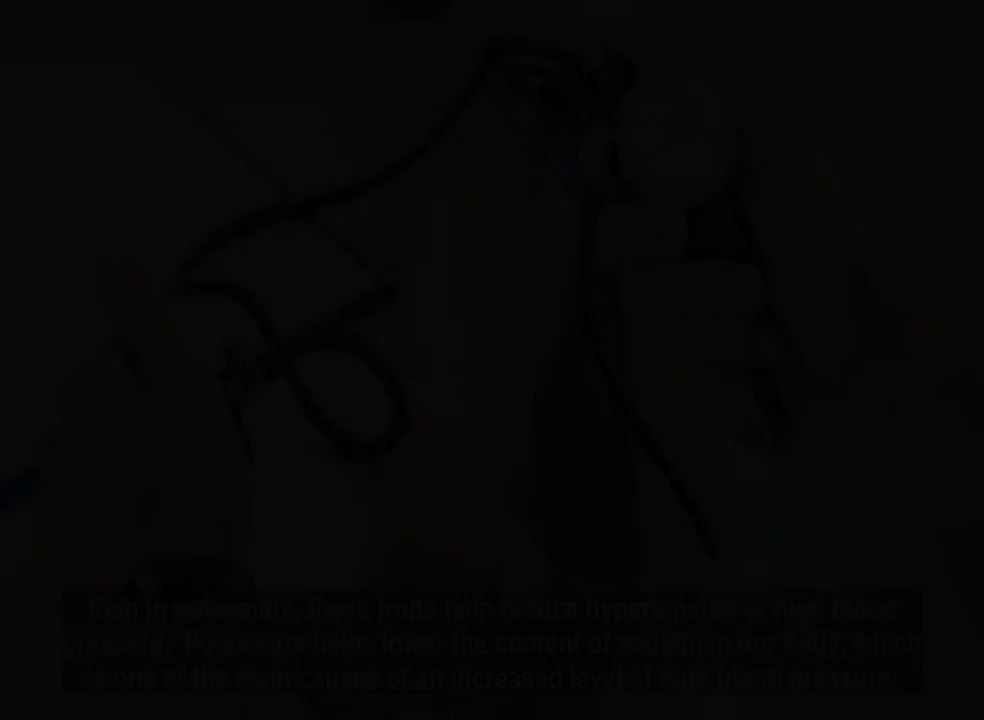 Rich in potassium, these fruits help reduce hypertension or high blood
pressure. Potassium helps lower the content of sodium in our body, which
is one of the main causes of an increased level of high blood pressure.